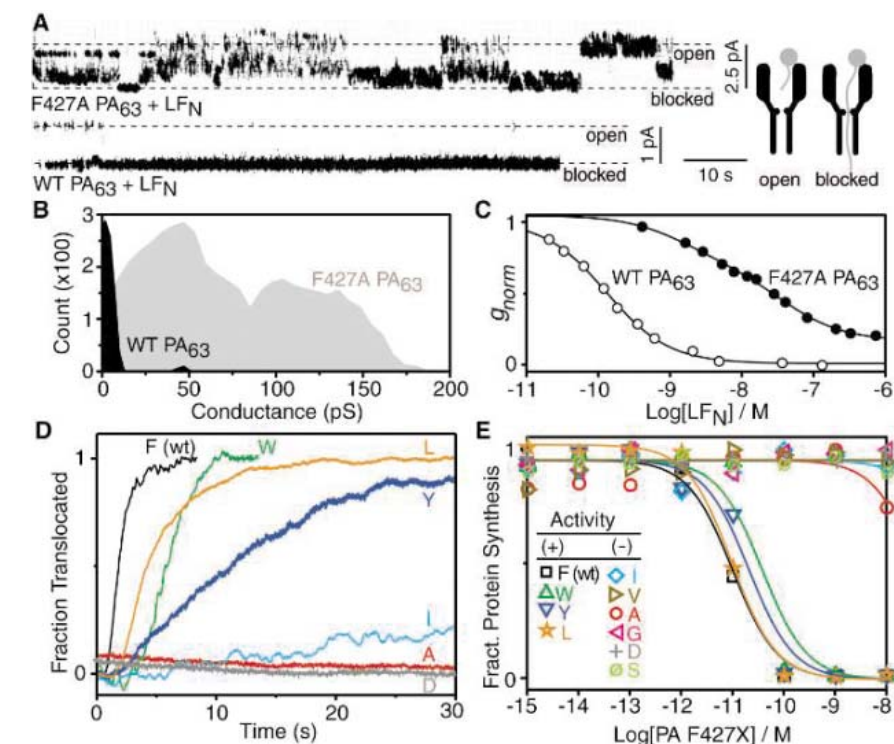 A
open
blocked
2.5 pA
F427A PA63 + LFN
open
blocked
1 pA
WT PA63 + LFN
10 s
open
blocked
B
3
2
1
0
Count (x100)
F427A PA63
WT PA63
0
50
100
150
200
Conductance (pS)
C
1
0
gnorm
WT PA63
F427A PA63
-11
-10
-9
-8
-7
-6
Log[LFN] / M
D
1
0
Fraction Translocated
F (wt)
W
L
Y
I
A
D
0
10
20
30
Time (s)
E
1
0
Fract. Protein Synthesis
Activity
(+)
(-)
F (wt)
I
W
V
Y
A
L
G
D
S
-15
-14
-13
-12
-11
-10
-9
-8
Log[PA F427X] / M